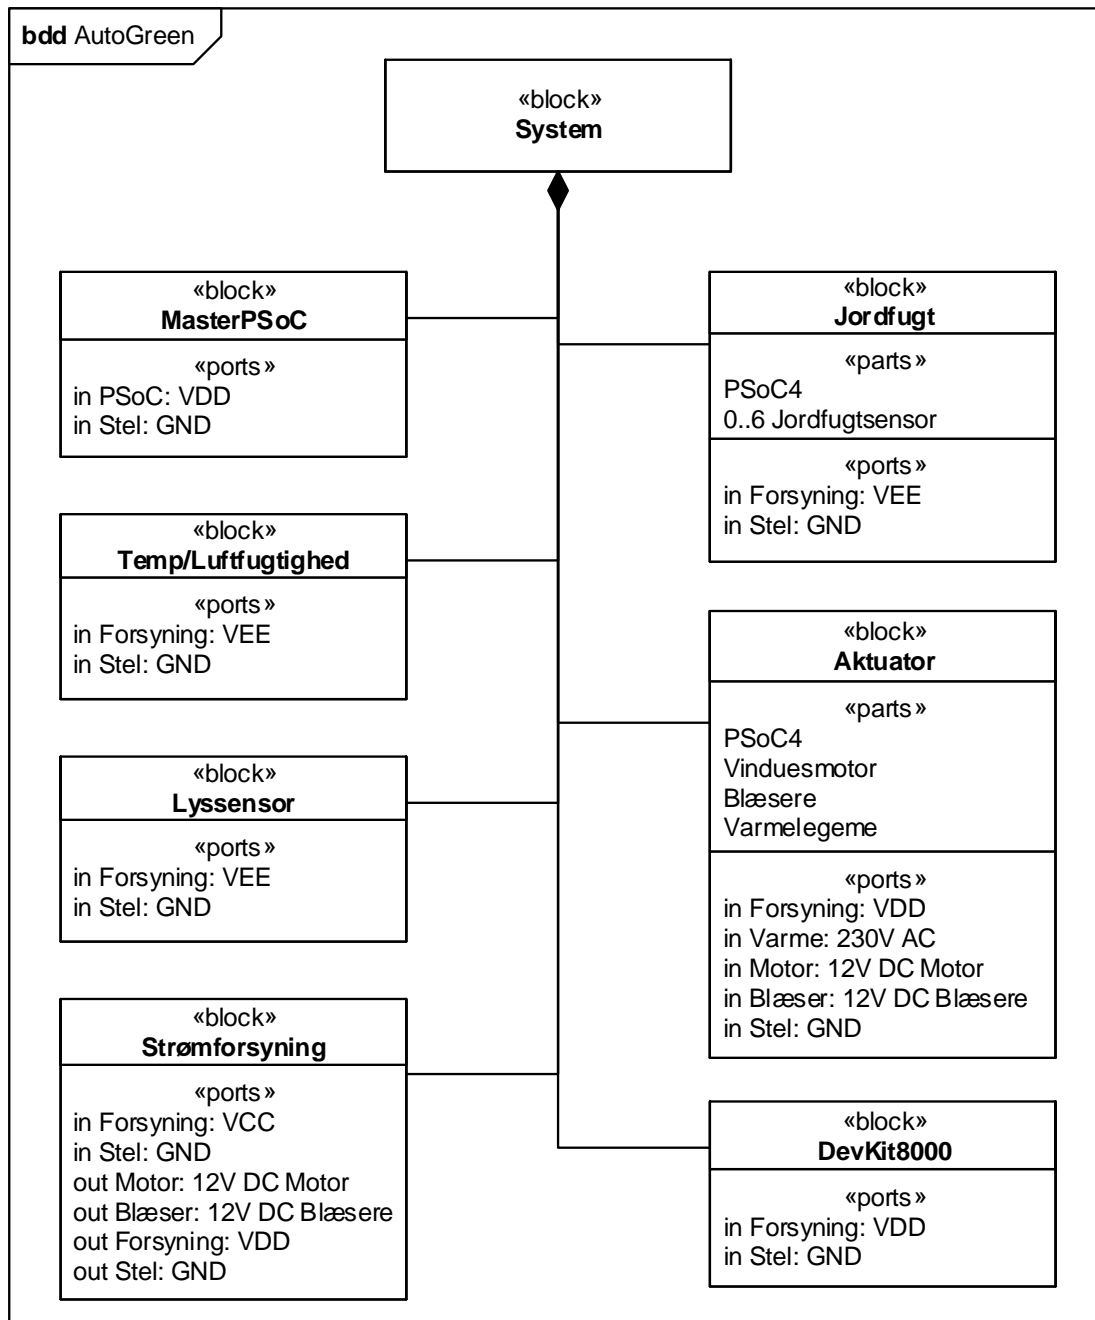 bdd AutoGreen
«block»
System
«block»
MasterPSoC
«ports»
in PSoC: VDD
in Stel: GND
«block»
Temp/Luftfugtighed
«ports»
in Forsyning: VEE
in Stel: GND
«block»
Lyssensor
«ports»
in Forsyning: VEE
in Stel: GND
«block»
Strømforsyning
«ports»
in Forsyning: VCC
in Stel: GND
out Motor: 12V DC Motor
out Blæser: 12V DC Blæsere
out Forsyning: VDD
out Stel: GND
«block»
Jordfugt
«parts»
PSoC4
0..6 Jordfugtsensor
«ports»
in Forsyning: VEE
in Stel: GND
«block»
Aktuator
«parts»
PSoC4
Vinduesmotor
Blæsere
Varmelegeme
«ports»
in Forsyning: VDD
in Varme: 230V AC
in Motor: 12V DC Motor
in Blæser: 12V DC Blæsere
in Stel: GND
«block»
DevKit8000
«ports»
in Forsyning: VDD
in Stel: GND